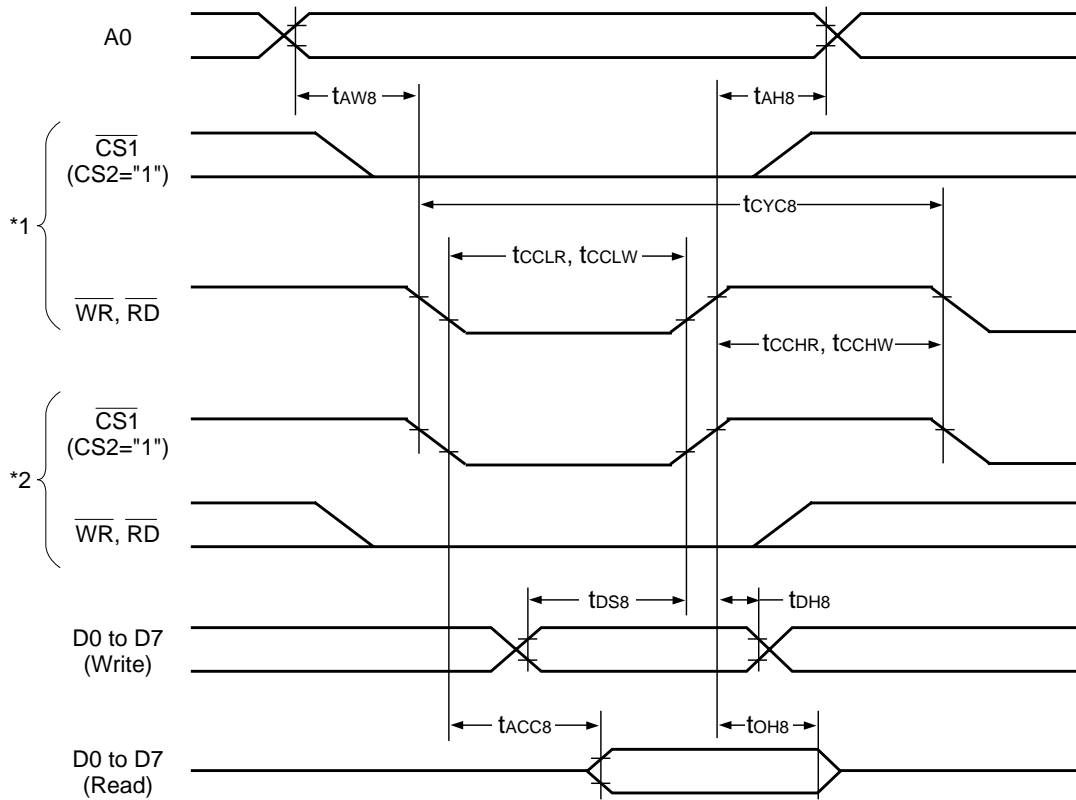 A0
tAW8
tAH8
*1
CS1
(CS2="1")
tCYC8
tCCLR, tCCLW
WR, RD
tCCHR, tCCHW
*2
CS1
(CS2="1")
WR, RD
tDS8
tDH8
D0 to D7
(Write)
tACC8
tOH8
D0 to D7
(Read)